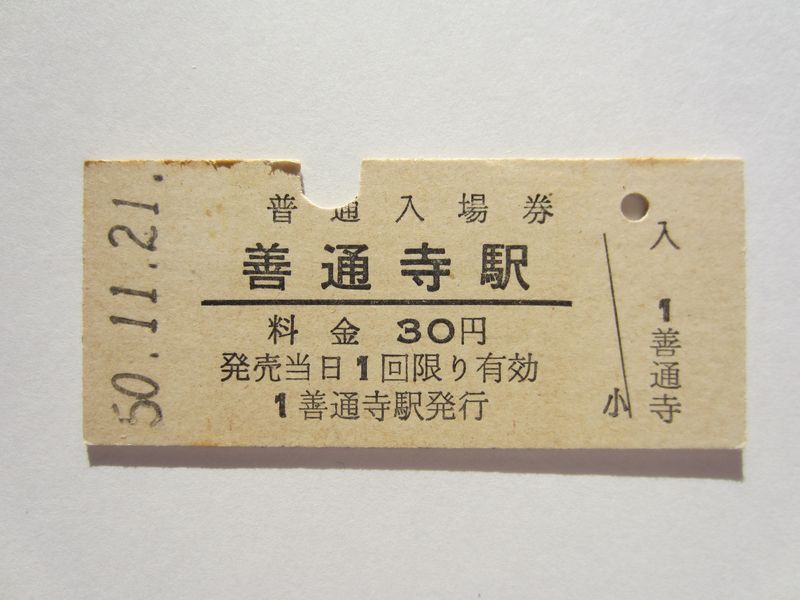 50.11.21.
普通入場券
善通寺駅
料金 30円
発売当日1回限り有効
1善通寺駅発行
小
入
1善通寺